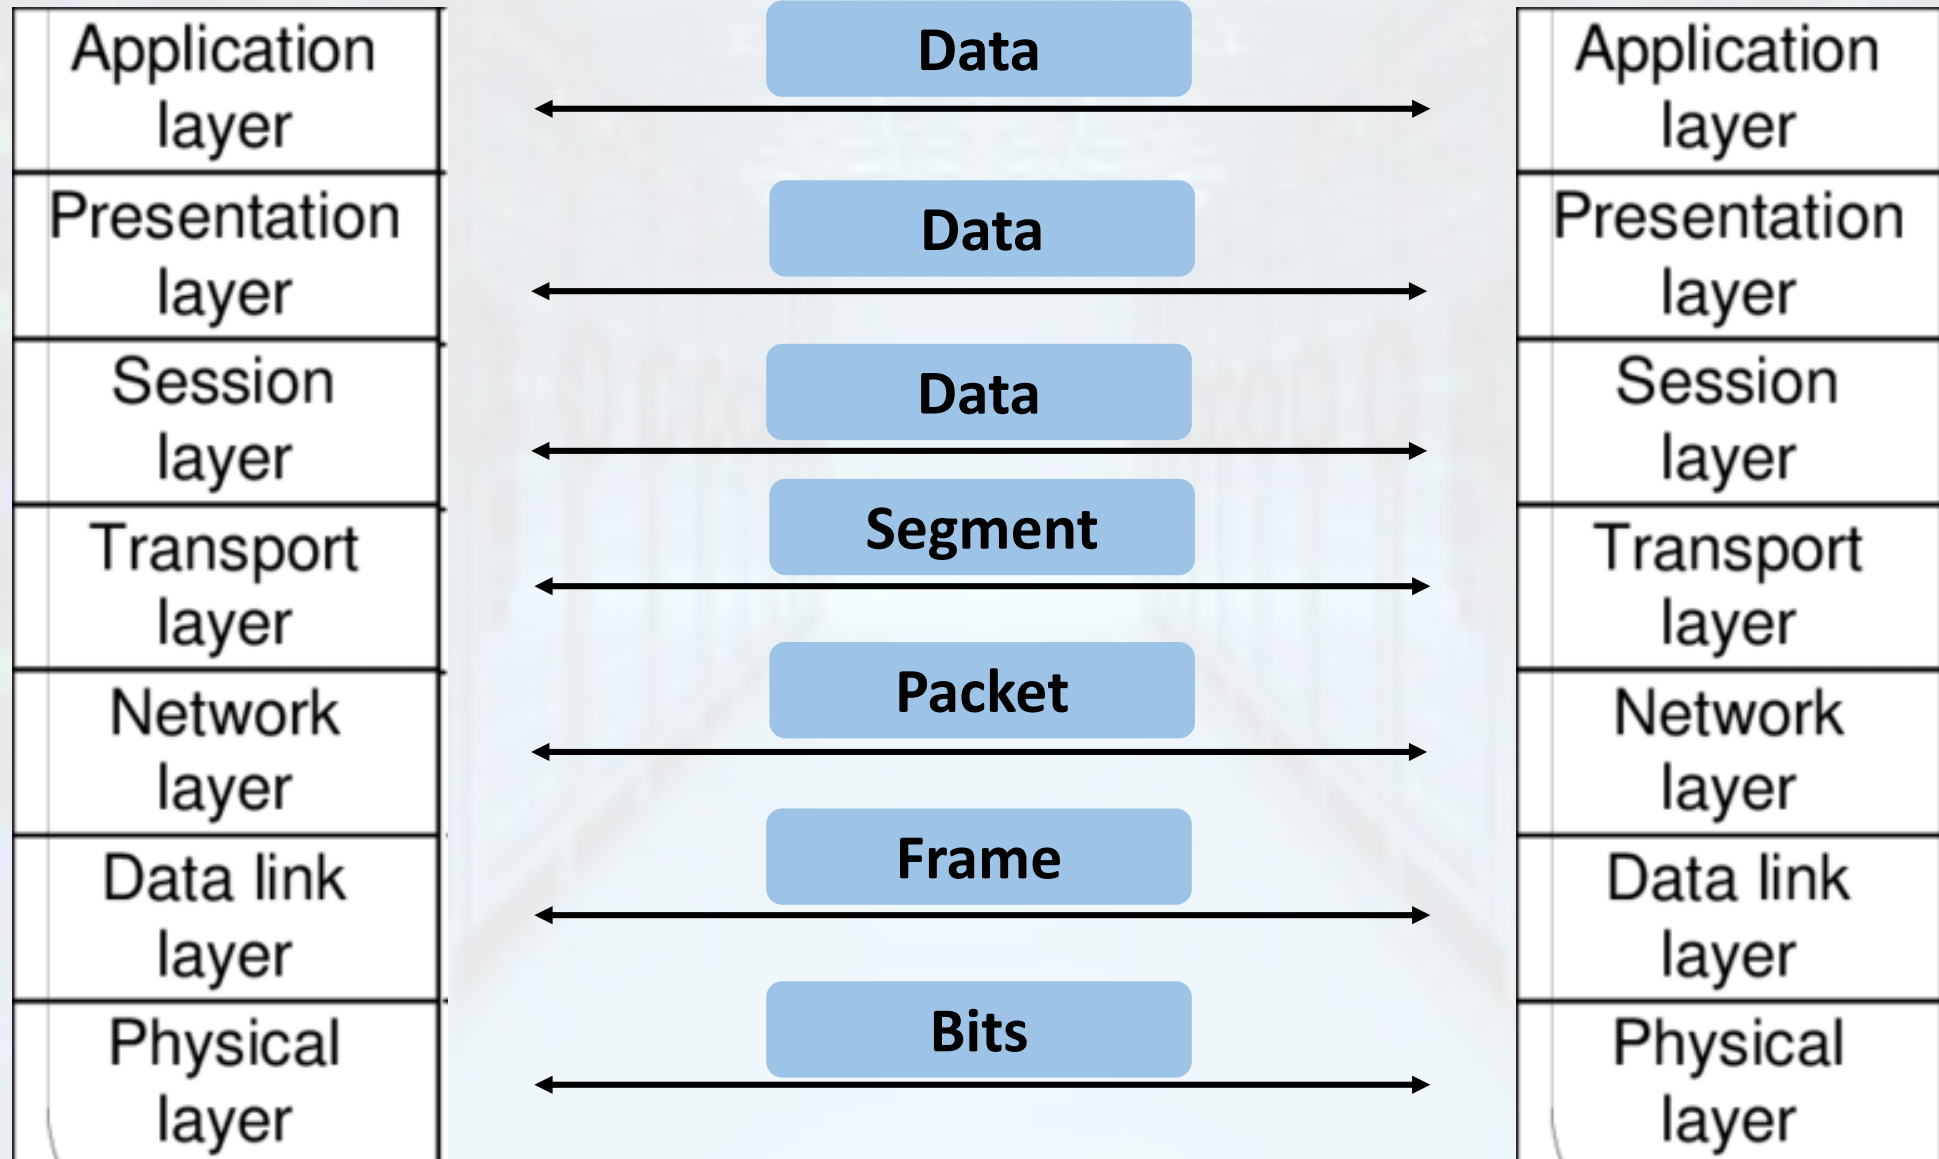 Application
layer
Data
Application
layer
Presentation
layer
Data
Presentation
layer
Session
layer
Data
Session
layer
Transport
layer
Segment
Transport
layer
Network
layer
Packet
Network
layer
Data link
layer
Frame
Data link
layer
Physical
layer
Bits
Physical
layer